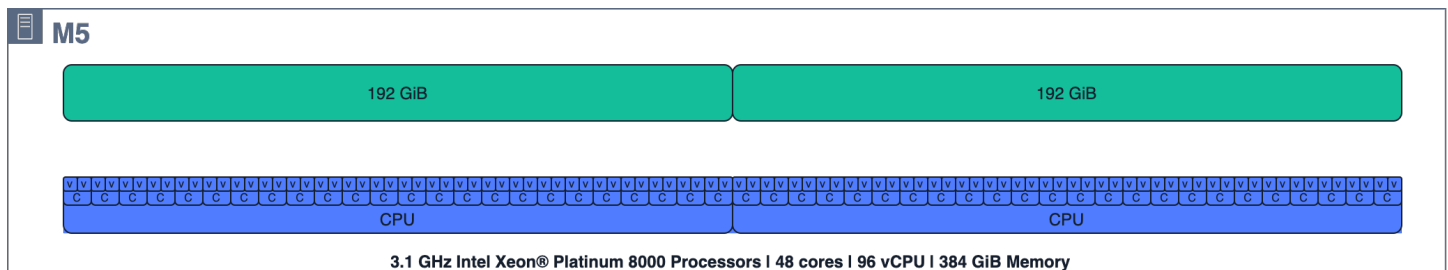 M5
192 GiB 192 GiB
v v v v v v v v v v v v v v v v v v v v v v v v v v v v v v v v v v v v v v v v v v v v v v v v v v v v v v v v v v v v v v v v v v v v v v v v v v v v v v v v v v v v v v v v v v v v v v v v
C C C C C C C C C C C C C C C C C C C C C C C C C C C C C C C C C C C C C C C C C C C C C C C C
CPU CPU
3.1 GHz Intel Xeon® Platinum 8000 Processors | 48 cores | 96 vCPU | 384 GiB Memory